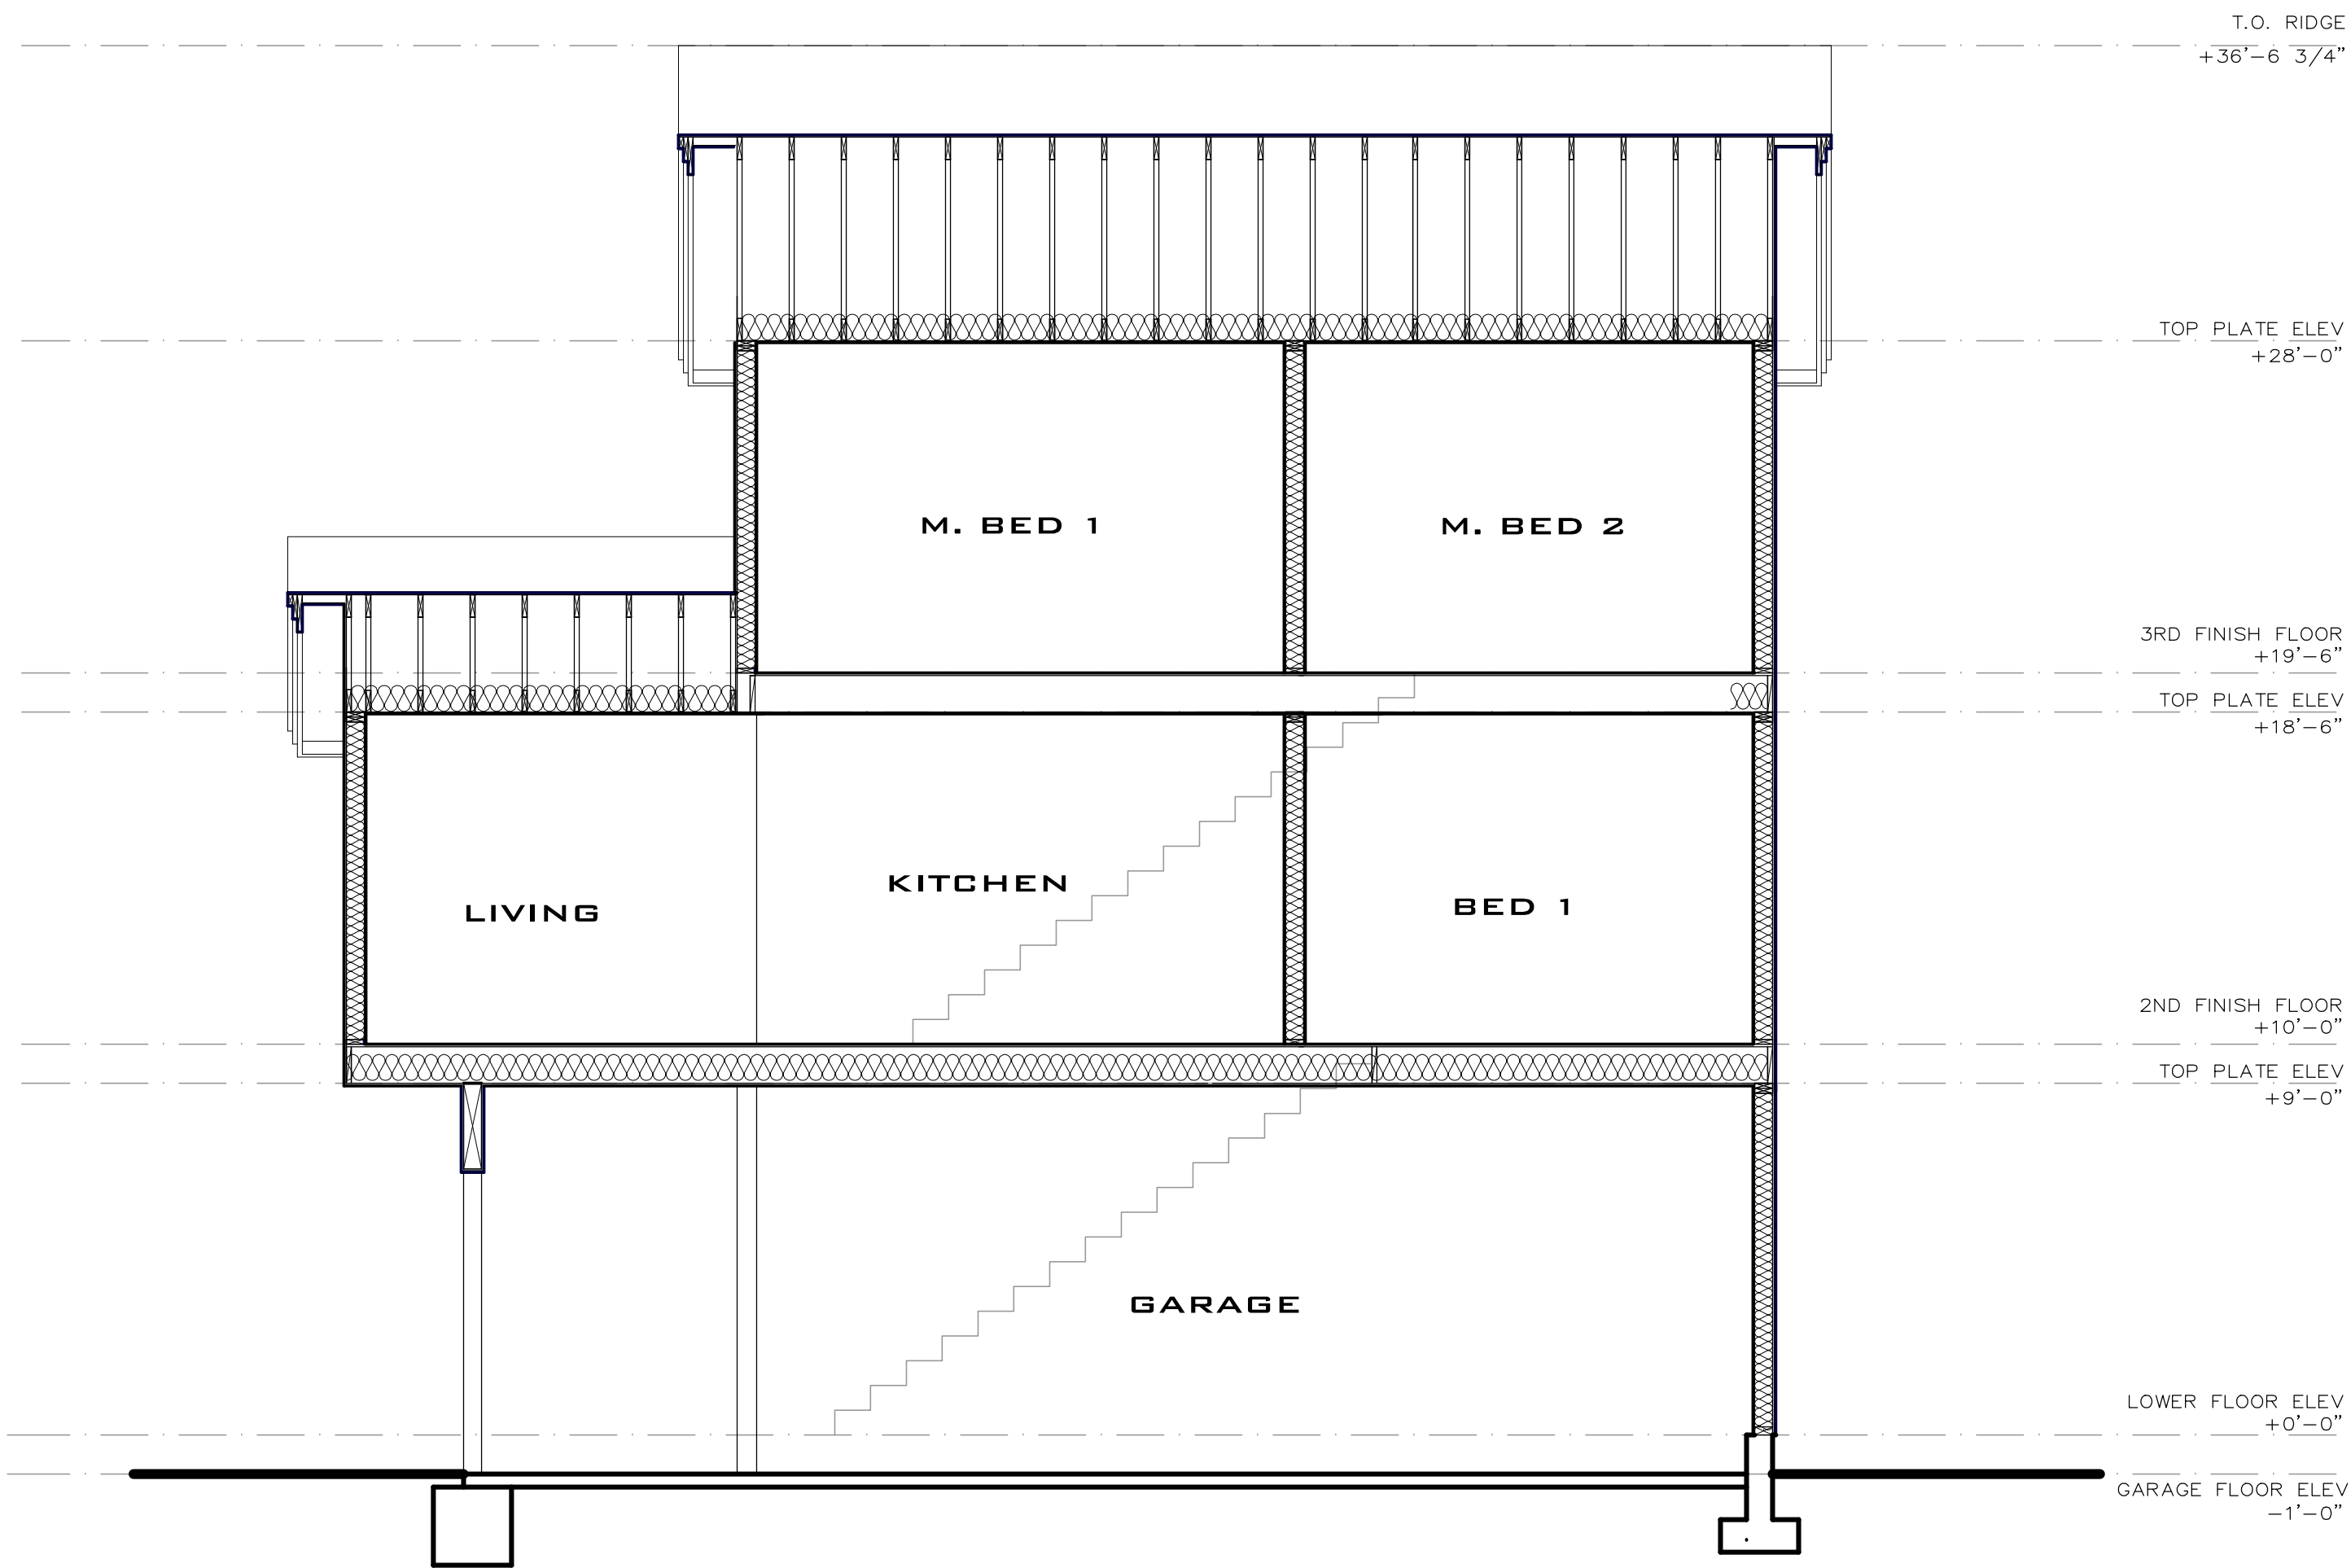 T.O. RIDGE
+36'-6 3/4"
TOP PLATE ELEV
+28'-0"
M. BED 1
M. BED 2
3RD FINISH FLOOR
+19'-6"
TOP PLATE ELEV
+18'-6"
LIVING
KITCHEN
BED 1
2ND FINISH FLOOR
+10'-0"
TOP PLATE ELEV
+9'-0"
GARAGE
LOWER FLOOR ELEV
+0'-0"
GARAGE FLOOR ELEV
-1'-0"